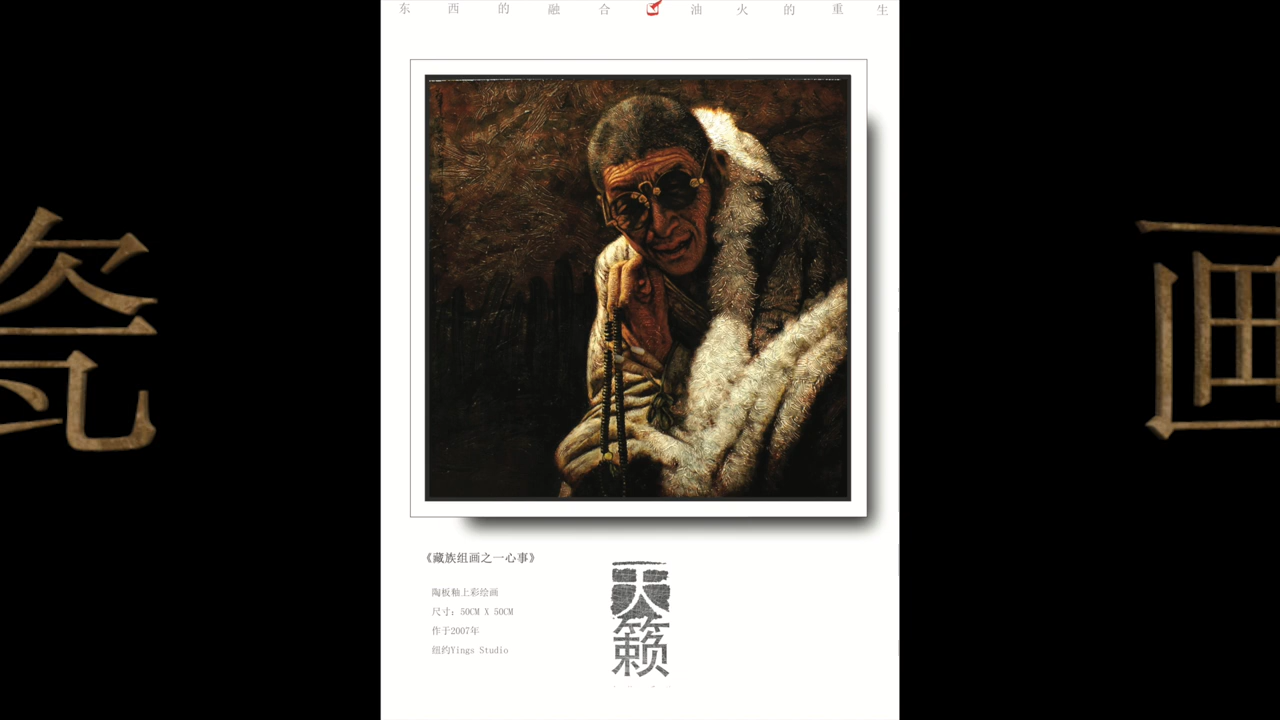 东西的融合 油火的重生
瓷 画
《藏族组画之一心事》
陶板釉上彩绘画
尺寸：50CM X 50CM
作于2007年
纽约Yings Studio
天籁